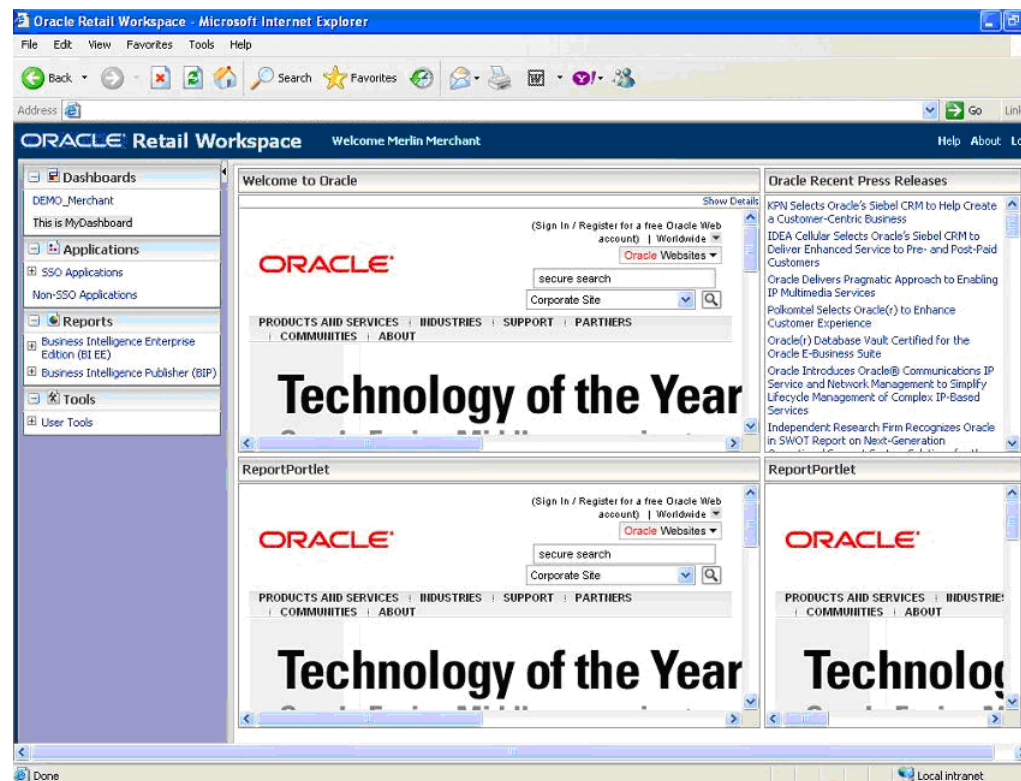 Oracle Retail Workspace - Microsoft Internet Explorer
File Edit View Favorites Tools Help
Back Search Favorites
Address Go
ORACLE Retail Workspace Welcome Merlin Merchant Help About
Dashboards
DEMO_Merchant
This is MyDashboard
Applications
SSO Applications
Non-SSO Applications
Reports
Business Intelligence Enterprise
Edition (BI EE)
Business Intelligence Publisher (BIP)
Tools
User Tools
Welcome to Oracle
Show Details
(Sign In / Register for a free Oracle Web
account) | Worldwide
ORACLE
Oracle Websites
secure search
Corporate Site
PRODUCTS AND SERVICES INDUSTRIES SUPPORT PARTNERS
COMMUNITIES ABOUT
Technology of the Year
Oracle Recent Press Releases
KPN Selects Oracle's Siebel CRM to Help Create
a Customer-Centric Business
IDEA Cellular Selects Oracle's Siebel CRM to
Deliver Enhanced Service to Pre- and Post-Paid
Customers
Oracle Delivers Pragmatic Approach to Enabling
IP Multimedia Services
Polkomtel Selects Oracle(r) to Enhance
Customer Experience
Oracle(r) Database Vault Certified for the
Oracle E-Business Suite
Oracle Introduces Oracle® Communications IP
Service and Network Management to Simplify
Lifecycle Management of Complex IP-Based
Services
Independent Research Firm Recognizes Oracle
in SWOT Report on Next-Generation
ReportPortlet
(Sign In / Register for a free Oracle Web
account) | Worldwide
ORACLE
Oracle Websites
secure search
Corporate Site
PRODUCTS AND SERVICES INDUSTRIES SUPPORT PARTNERS
COMMUNITIES ABOUT
Technology of the Year
ReportPortlet
ORACLE
PRODUCTS AND SERVICES INDUSTRIES
COMMUNITIES ABOUT
Done Local intranet